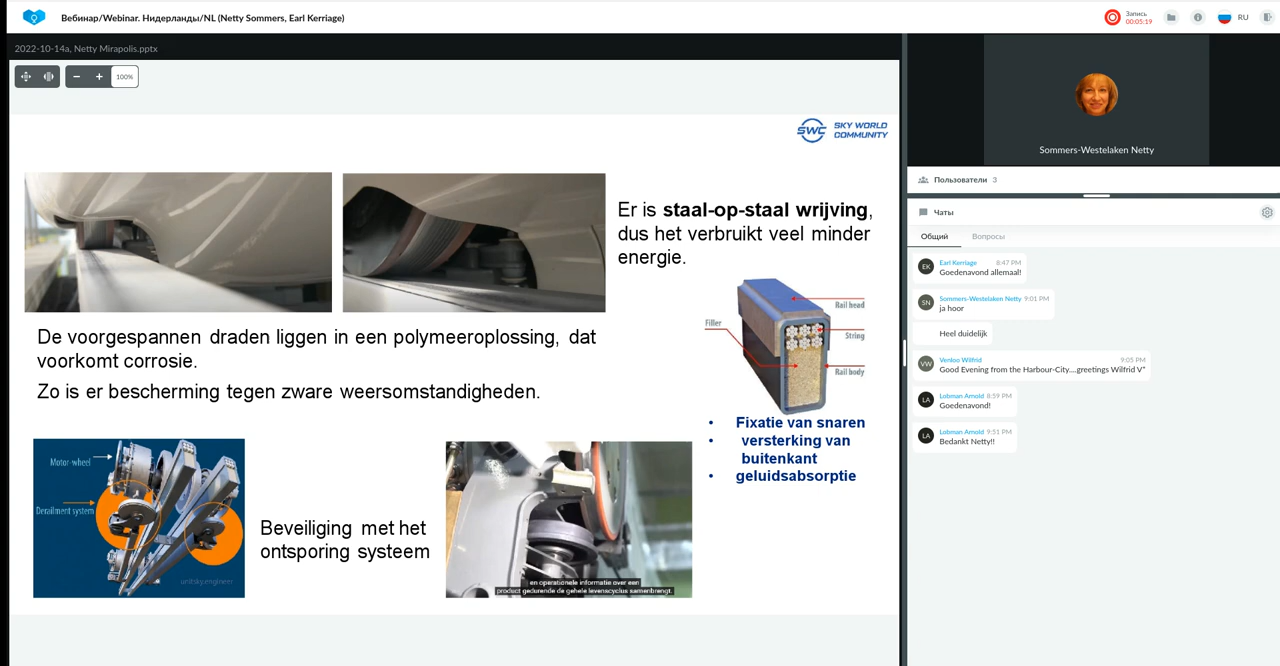 Вебинар/Webinar. Нидерланды/NL (Netty Sommers, Earl Kerriage)
Запись
00:05:19
RU
2022-10-14a, Netty Mirapolis.pptx
100%
SWC SKY WORLD
COMMUNITY
Er is staal-op-staal wrijving,
dus het verbruikt veel minder
energie.
De voorgespannen draden liggen in een polymeeroplossing, dat
voorkomt corrosie.
Zo is er bescherming tegen zware weersomstandigheden.
Rail head
Filler
String
Rail body
• Fixatie van snaren
• versterking van
buitenkant
• geluidsabsorptie
Motor-wheel
Derailment system
unitsky.engineer
Beveiliging met het
ontsporing systeem
en operationele informatie over een
product gedurende de gehele levenscyclus samenbrengt.
Sommers-Westelaken Netty
Пользователи 3
Чаты
Общий Вопросы
EK Earl Kerriage 8:47 PM
Goedenavond allemaal!
SN Sommers-Westelaken Netty 9:01 PM
ja hoor
Heel duidelijk
VW Venloo Wilfrid 9:05 PM
Good Evening from the Harbour-City....greetings Wilfrid V"
LA Lobman Arnold 8:59 PM
Goedenavond!
LA Lobman Arnold 9:51 PM
Bedankt Netty!!